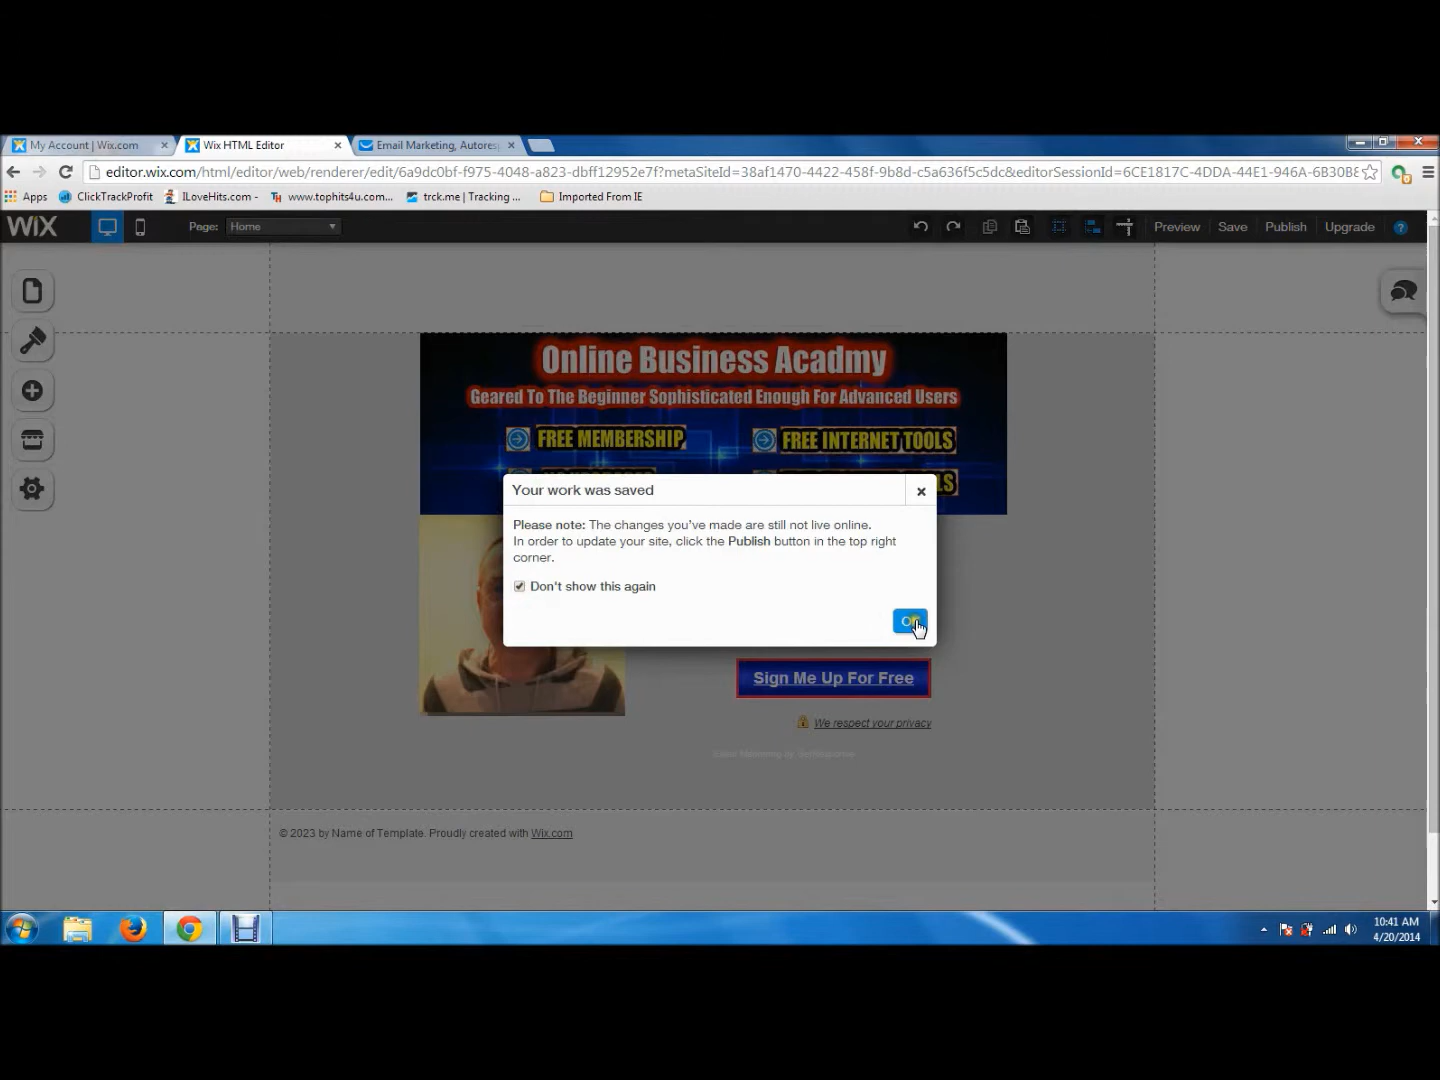 My Account | Wix.com
Wix HTML Editor
Email Marketing, Autores
editor.wix.com/html/editor/web/renderer/edit/6a9dc0bf-f975-4048-a823-dbff12952e7f?metaSiteId=38af1470-4422-458f-9b8d-c5a636f5c5dc&editorSessionId=6CE1817C-4DDA-44E1-946A-6B30B8
Apps ClickTrackProfit ILoveHits.com - www.tophits4u.com... trck.me | Tracking ... Imported From IE
WiX Page: Home Preview Save Publish Upgrade ?
Online Business Acadmy
Geared To The Beginner Sophisticated Enough For Advanced Users
FREE MEMBERSHIP FREE INTERNET TOOLS
Your work was saved
Please note: The changes you've made are still not live online.
In order to update your site, click the Publish button in the top right
corner.
Don't show this again
Sign Me Up For Free
We respect your privacy
© 2023 by Name of Template. Proudly created with Wix.com
10:41 AM
4/20/2014